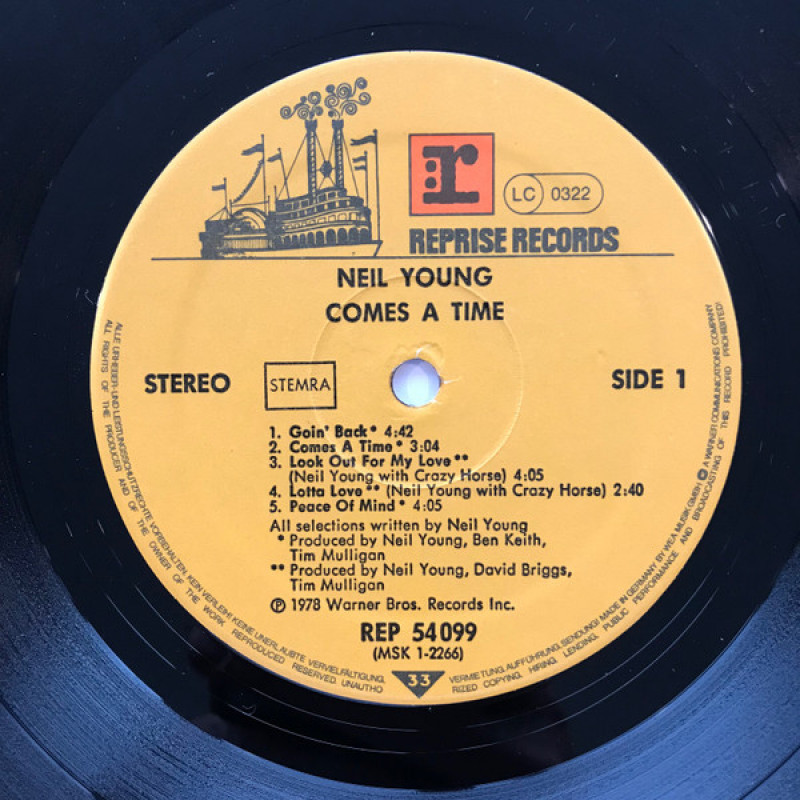 r
LC 0322
REPRISE RECORDS
NEIL YOUNG
COMES A TIME
STEREO
STEMRA
SIDE 1
1. Goin' Back* 4:42
2. Comes A Time* 3:04
3. Look Out For My Love**
(Neil Young with Crazy Horse) 4:05
4. Lotta Love** (Neil Young with Crazy Horse) 2:40
5. Peace Of Mind* 4:05
All selections written by Neil Young
* Produced by Neil Young, Ben Keith,
Tim Mulligan
** Produced by Neil Young, David Briggs,
Tim Mulligan
℗ 1978 Warner Bros. Records Inc.
REP 54 099
(MSK 1-2266)
33
ALLE URHEBER- UND LEISTUNGSSCHUTZRECHTE VORBEHALTEN. KEIN VERLEIH! KEINE UNERLAUBTE VERVIELFÄLTIGUNG, VERMIETUNG, AUFFÜHRUNG, SENDUNG! MADE IN GERMANY BY WEA MUSIK GMBH Ⓟ A WARNER COMMUNICATIONS COMPANY
ALL RIGHTS OF THE PRODUCER AND OF THE OWNER OF THE WORK REPRODUCED RESERVED. UNAUTHORIZED COPYING, HIRING, LENDING, PUBLIC PERFORMANCE AND BROADCASTING OF THIS RECORD PROHIBITED!